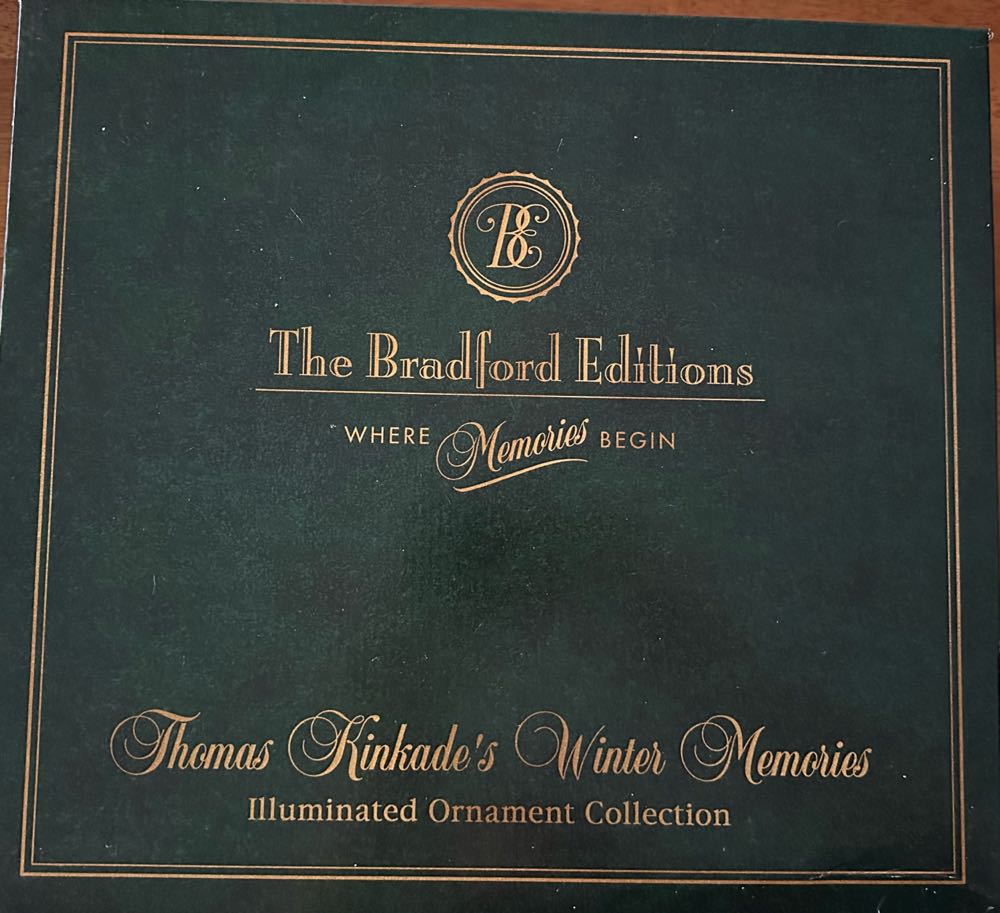 BE
The Bradford Editions
WHERE Memories BEGIN
Thomas Kinkade's Winter Memories
Illuminated Ornament Collection